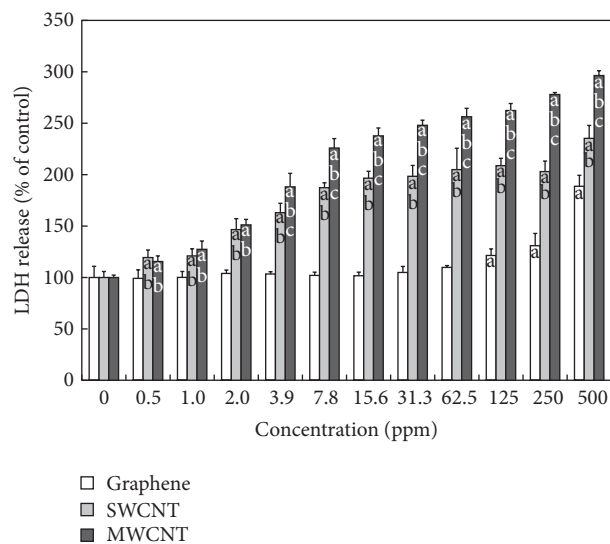 350
300
250
200
150
100
50
0
LDH release (% of control)
a b
a b
a b
a b
a b
a b
a b
a b c
a b
a b c
a b
a b c
a b
a b c
a b
a b c
a
a b
a b c
a
a b
a b c
a
a b
a b c
0 0.5 1.0 2.0 3.9 7.8 15.6 31.3 62.5 125 250 500
Concentration (ppm)
Graphene
SWCNT
MWCNT